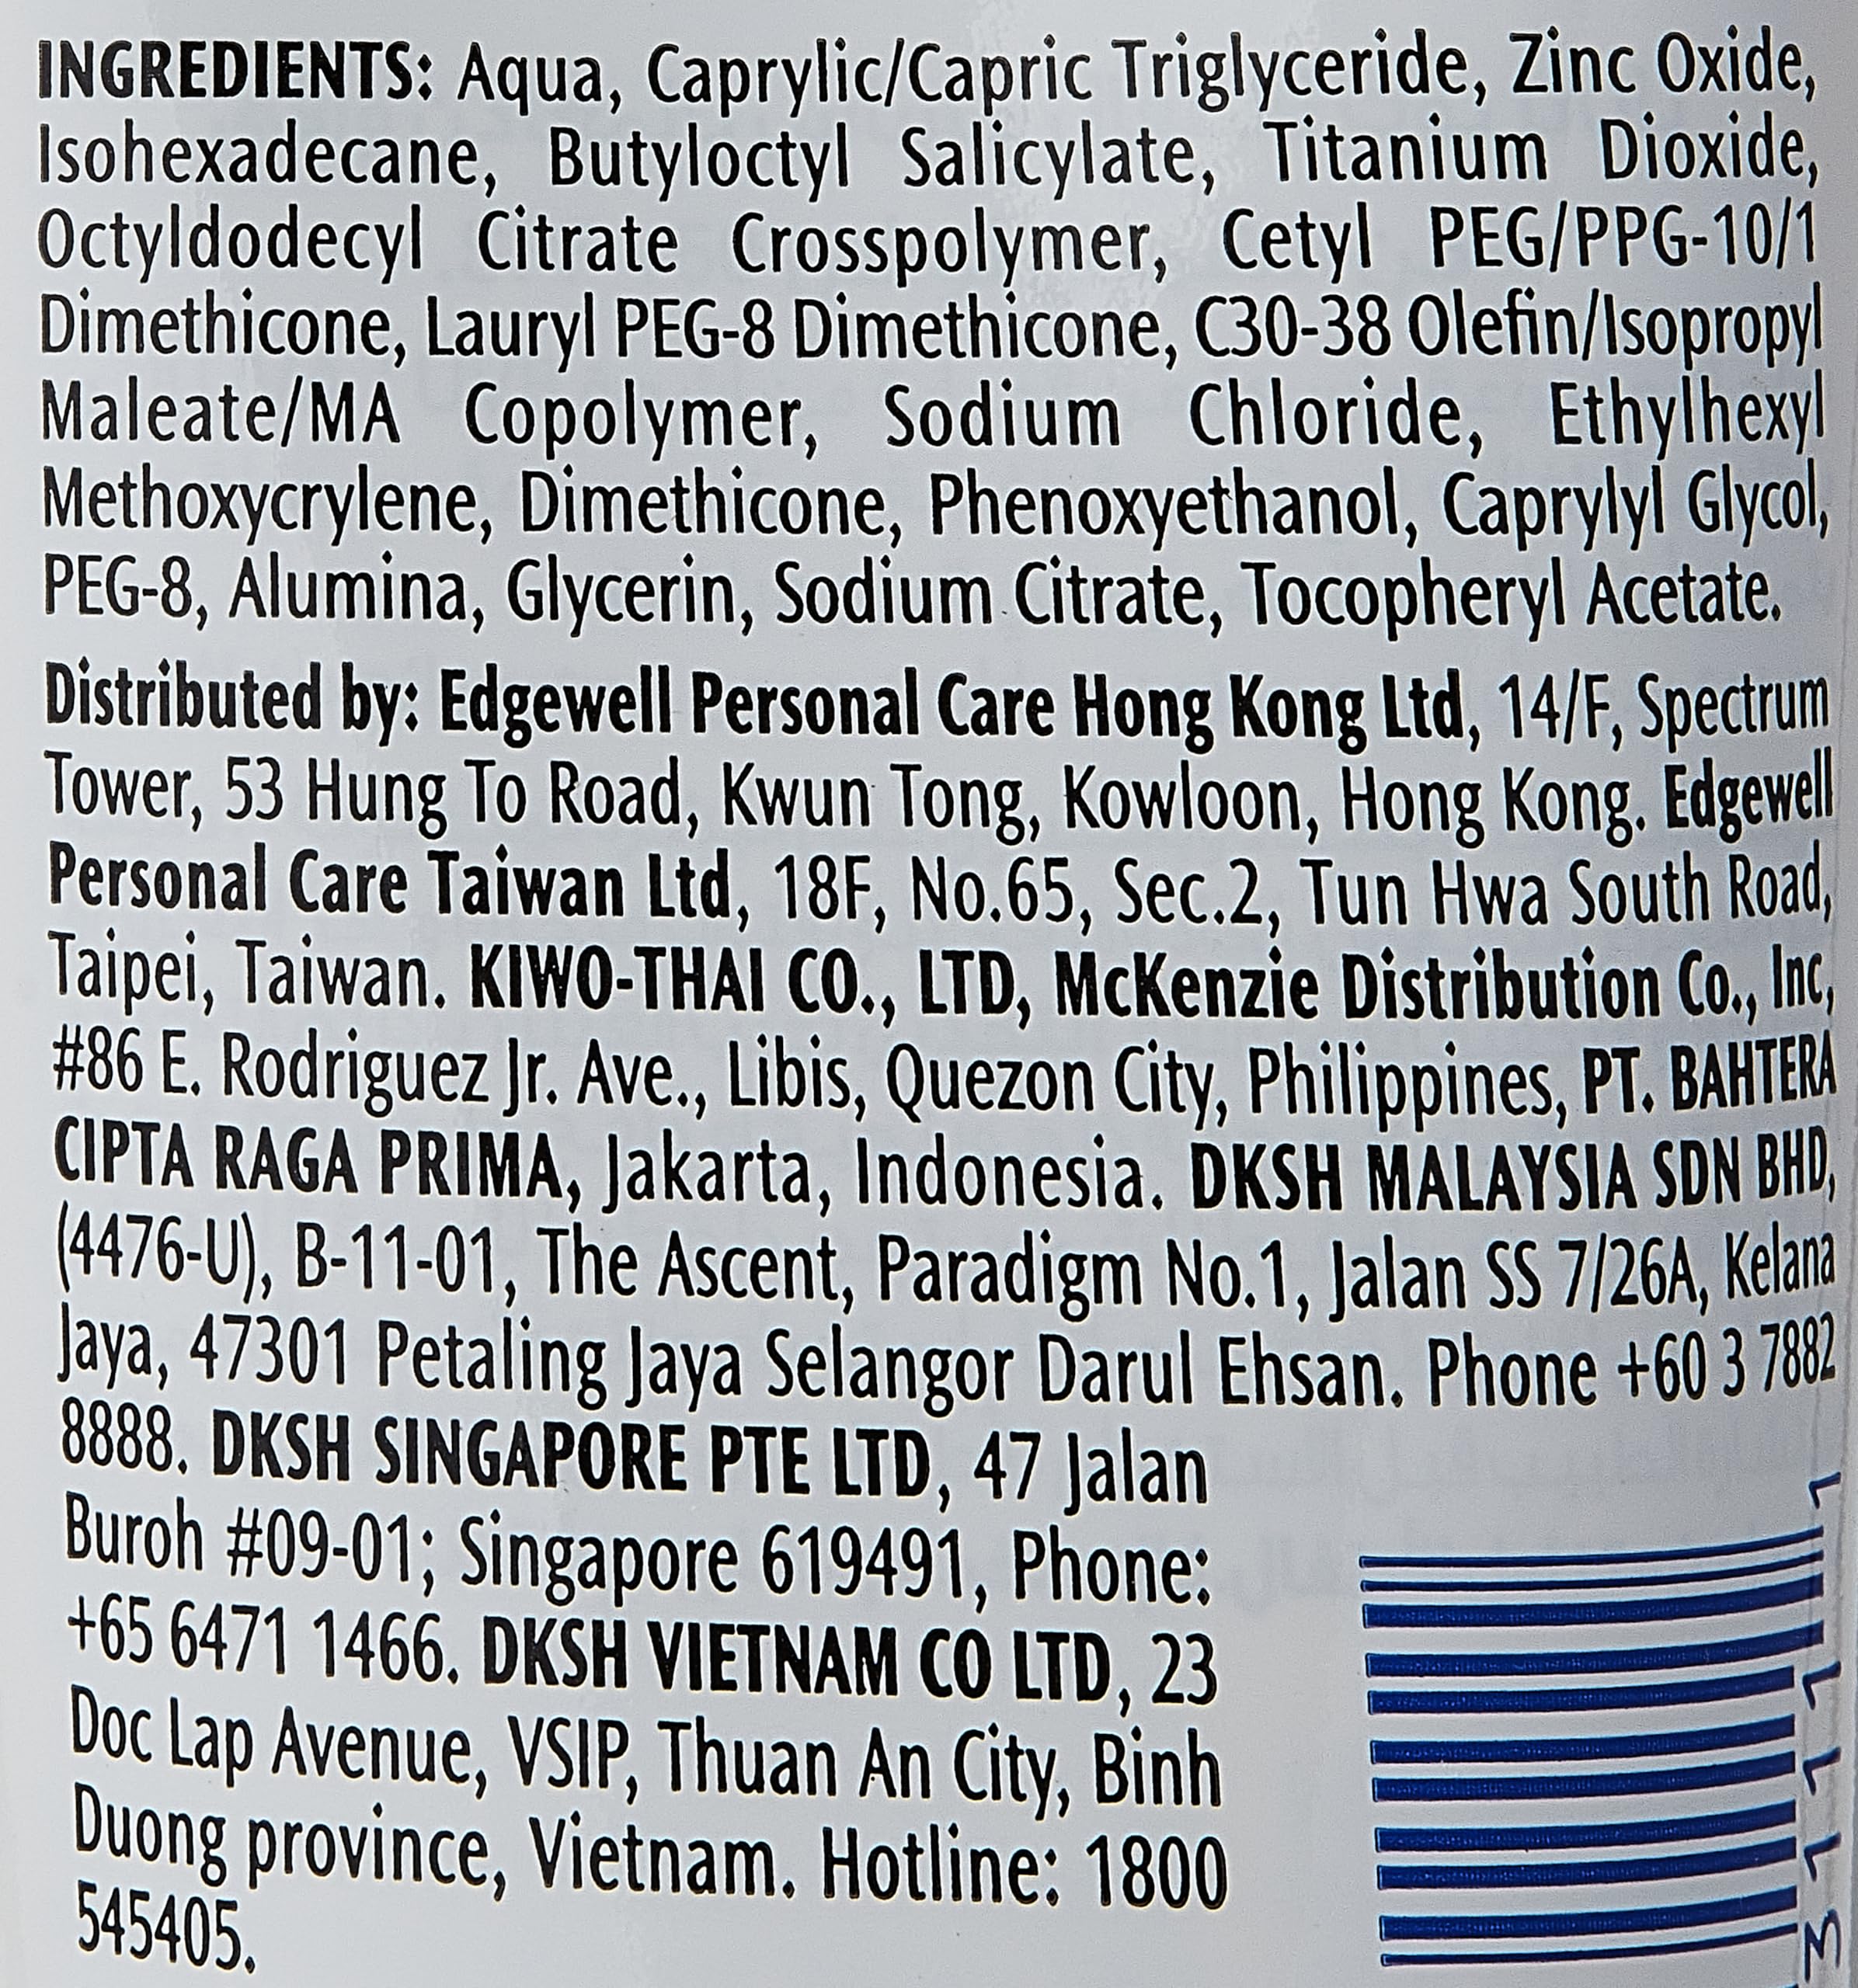 INGREDIENTS: Aqua, Caprylic/Capric Triglyceride, Zinc Oxide,
Isohexadecane, Butyloctyl Salicylate, Titanium Dioxide,
Octyldodecyl Citrate Crosspolymer, Cetyl PEG/PPG-10/1
Dimethicone, Lauryl PEG-8 Dimethicone, C30-38 Olefin/Isopropyl
Maleate/MA Copolymer, Sodium Chloride, Ethylhexyl
Methoxycrylene, Dimethicone, Phenoxyethanol, Caprylyl Glycol,
PEG-8, Alumina, Glycerin, Sodium Citrate, Tocopheryl Acetate.
Distributed by: Edgewell Personal Care Hong Kong Ltd, 14/F, Spectrum
Tower, 53 Hung To Road, Kwun Tong, Kowloon, Hong Kong. Edgewell
Personal Care Taiwan Ltd, 18F, No.65, Sec.2, Tun Hwa South Road,
Taipei, Taiwan. KIWO-THAI CO., LTD, McKenzie Distribution Co., Inc,
#86 E. Rodriguez Jr. Ave., Libis, Quezon City, Philippines, PT. BAHTERA
CIPTA RAGA PRIMA, Jakarta, Indonesia. DKSH MALAYSIA SDN BHD,
(4476-U), B-11-01, The Ascent, Paradigm No.1, Jalan SS 7/26A, Kelana
Jaya, 47301 Petaling Jaya Selangor Darul Ehsan. Phone +60 3 7882
8888. DKSH SINGAPORE PTE LTD, 47 Jalan
Buroh #09-01; Singapore 619491, Phone:
+65 6471 1466. DKSH VIETNAM CO LTD, 23
Doc Lap Avenue, VSIP, Thuan An City, Binh
Duong province, Vietnam. Hotline: 1800
545405.